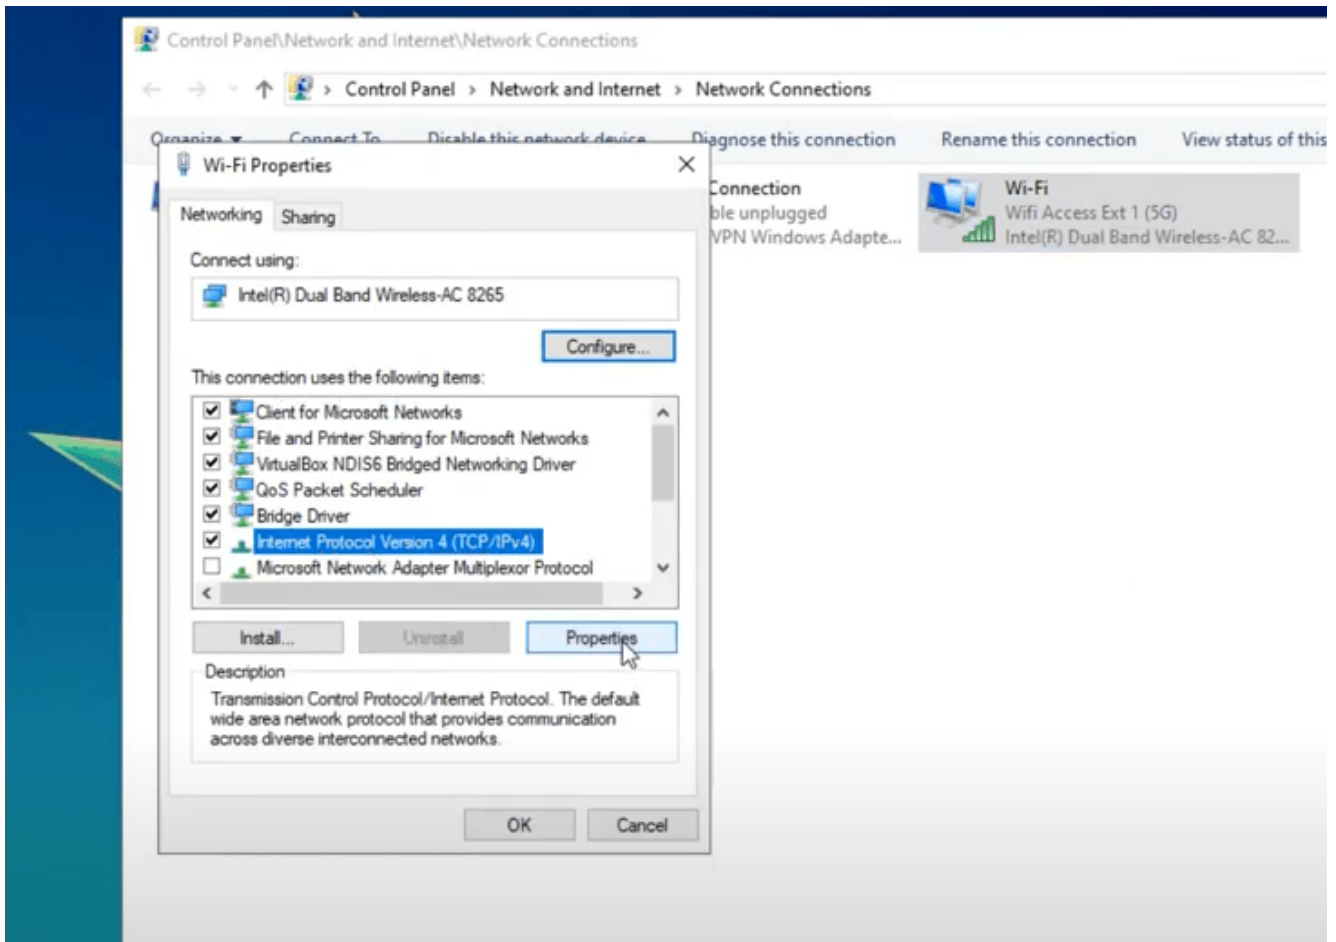 Control Panel\Network and Internet\Network Connections
Control Panel > Network and Internet > Network Connections
Organize Connect To Disable this network device Diagnose this connection Rename this connection View status of this
Wi-Fi Properties
Networking Sharing
Connect using:
Intel(R) Dual Band Wireless-AC 8265
Configure...
This connection uses the following items:
Client for Microsoft Networks
File and Printer Sharing for Microsoft Networks
VirtualBox NDIS6 Bridged Networking Driver
QoS Packet Scheduler
Bridge Driver
Internet Protocol Version 4 (TCP/IPv4)
Microsoft Network Adapter Multiplexor Protocol
Install... Uninstall Properties
Description
Transmission Control Protocol/Internet Protocol. The default
wide area network protocol that provides communication
across diverse interconnected networks.
OK Cancel
Connection
ble unplugged
VPN Windows Adapte...
Wi-Fi
Wifi Access Ext 1 (5G)
Intel(R) Dual Band Wireless-AC 82...